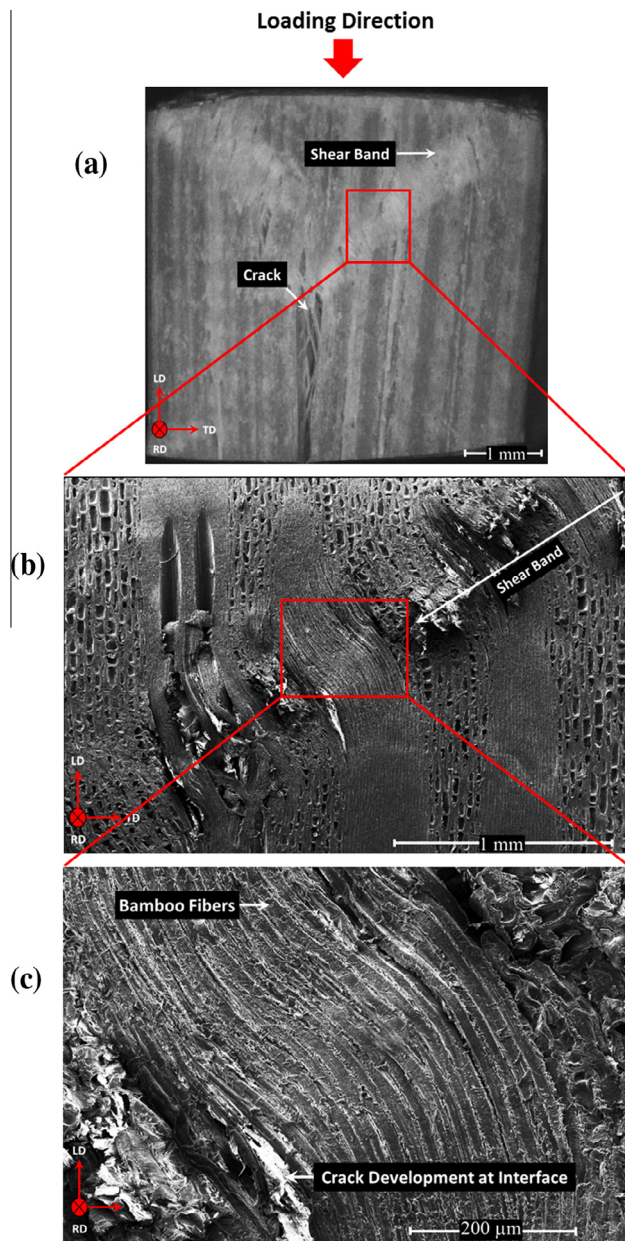 Loading Direction
(a)
Shear Band
Crack
LD
TD
RD
1 mm
(b)
Shear Band
LD
TD
RD
1 mm
(c)
Bamboo Fibers
Crack Development at Interface
LD
RD
200 μm